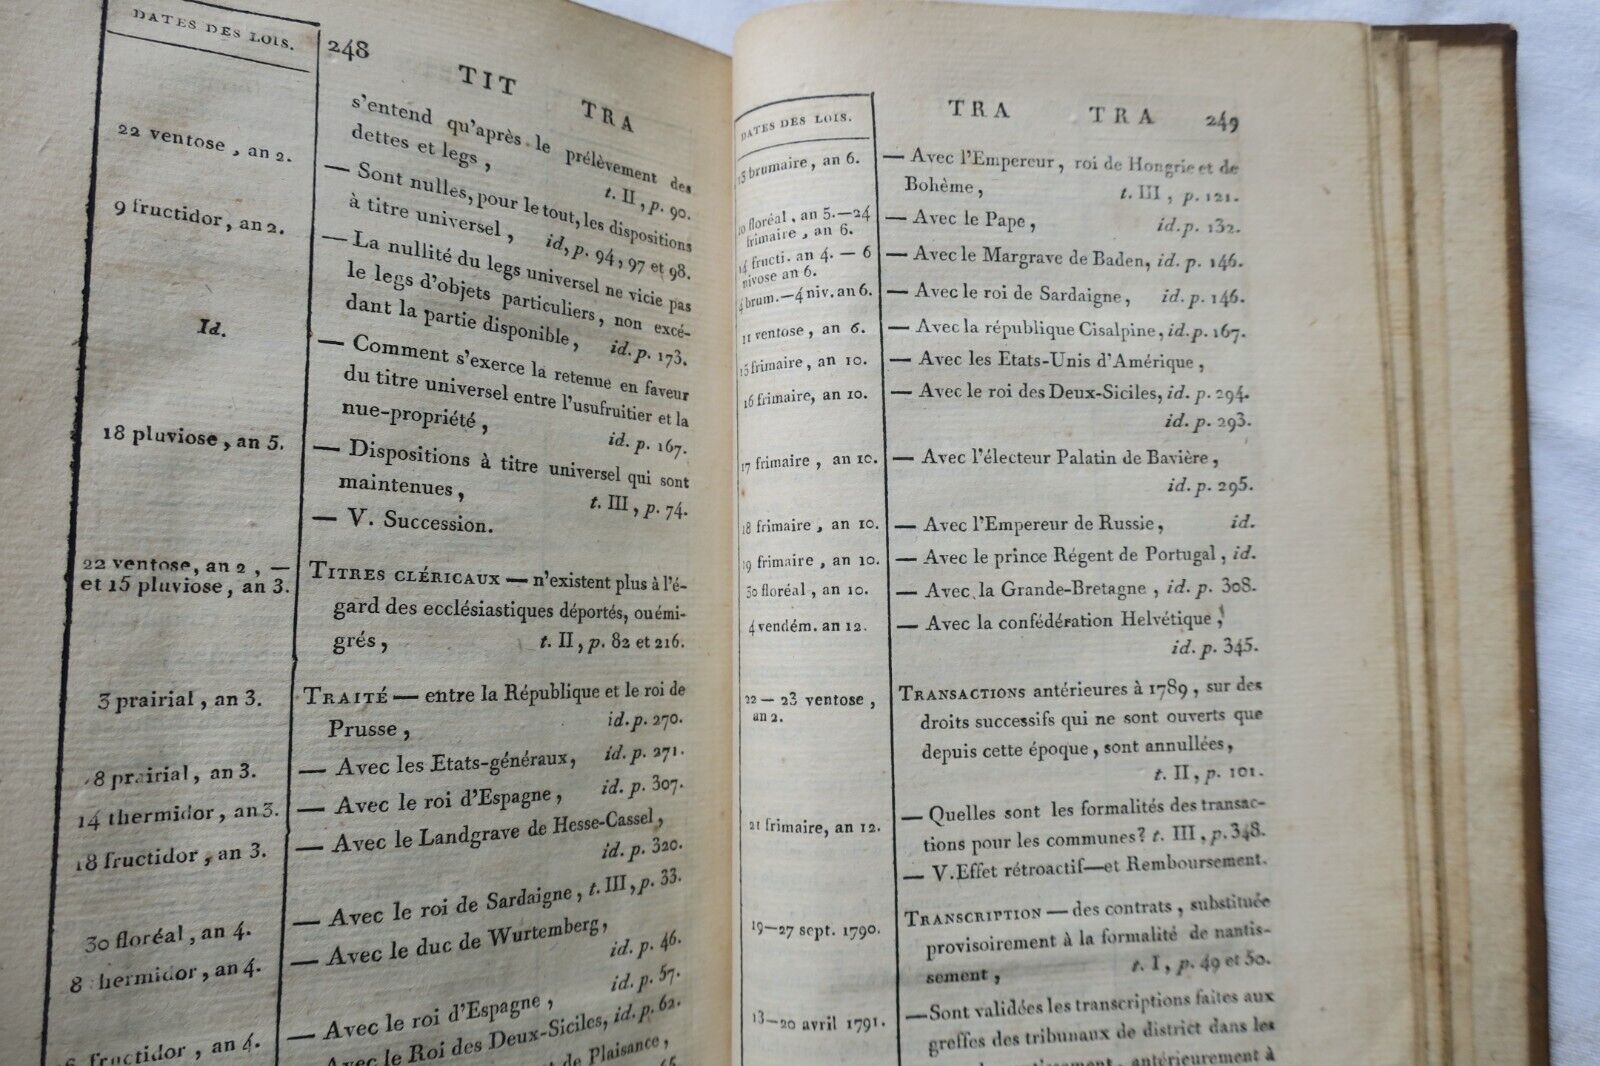 DATES DES LOIS.
248
TIT TRA
s'entend qu'après le prélèvement des
22 ventose, an 2.
dettes et legs, t. II, p. 90.
— Sont nulles, pour le tout, les dispositions
9 fructidor, an 2.
à titre universel, id, p. 94, 97 et 98.
— La nullité du legs universel ne vicie pas
le legs d'objets particuliers, non excé-
dant la partie disponible, id. p. 173.
Id.
— Comment s'exerce la retenue en faveur
du titre universel entre l'usufruitier et la
nue-propriété, id. p. 167.
18 pluviose, an 5.
— Dispositions à titre universel qui sont
maintenues, t. III, p. 74.
— V. Succession.
22 ventose, an 2, —
et 15 pluviose, an 3.
TITRES CLÉRICAUX — n'existent plus à l'é-
gard des ecclésiastiques déportés, ou émi-
grés, t. II, p. 82 et 216.
3 prairial, an 3.
TRAITÉ — entre la République et le roi de
Prusse, id. p. 270.
8 prairial, an 3.
— Avec les Etats-généraux, id. p. 271.
14 thermidor, an 3.
— Avec le roi d'Espagne, id. p. 307.
18 fructidor, an 3.
— Avec le Landgrave de Hesse-Cassel,
id. p. 320.
30 floréal, an 4.
— Avec le roi de Sardaigne, t. III, p. 33.
8 hermidor, an 4.
— Avec le duc de Wurtemberg,
id. p. 46.
id. p. 57.
fructidor, an 4.
— Avec le roi d'Espagne,
Avec le Roi des Deux-Siciles, id. p. 62.
de Plaisance,
DATES DES LOIS.
TRA TRA 249
13 brumaire, an 6.
— Avec l'Empereur, roi de Hongrie et de
Bohème, t. III, p. 121.
10 floréal, an 5.—24
frimaire, an 6.
— Avec le Pape, id. p. 132.
14 fructi. an 4. — 6
nivose an 6.
— Avec le Margrave de Baden, id. p. 146.
4 brum.—4 niv. an 6.
— Avec le roi de Sardaigne, id. p. 146.
11 ventose, an 6.
— Avec la république Cisalpine, id. p. 167.
15 frimaire, an 10.
— Avec les Etats-Unis d'Amérique,
16 frimaire, an 10.
— Avec le roi des Deux-Siciles, id. p. 294.
id. p. 293.
17 frimaire, an 10.
— Avec l'électeur Palatin de Bavière,
id. p. 295.
18 frimaire, an 10.
— Avec l'Empereur de Russie, id.
19 frimaire, an 10.
— Avec le prince Régent de Portugal, id.
30 floréal, an 10.
— Avec la Grande-Bretagne, id. p. 308.
4 vendém. an 12.
— Avec la confédération Helvétique,
id. p. 345.
22 — 23 ventose,
an 2.
TRANSACTIONS antérieures à 1789, sur des
droits successifs qui ne sont ouverts que
depuis cette époque, sont annullées,
t. II, p. 101.
21 frimaire, an 12.
— Quelles sont les formalités des transac-
tions pour les communes? t. III, p. 348.
— V. Effet rétroactif—et Remboursement.
19—27 sept. 1790.
TRANSCRIPTION — des contrats, substituée
provisoirement à la formalité de nantis-
sement, t. I, p. 49 et 50.
13—20 avril 1791.
— Sont validées les transcriptions faites aux
greffes des tribunaux de district dans les
antérieurement à